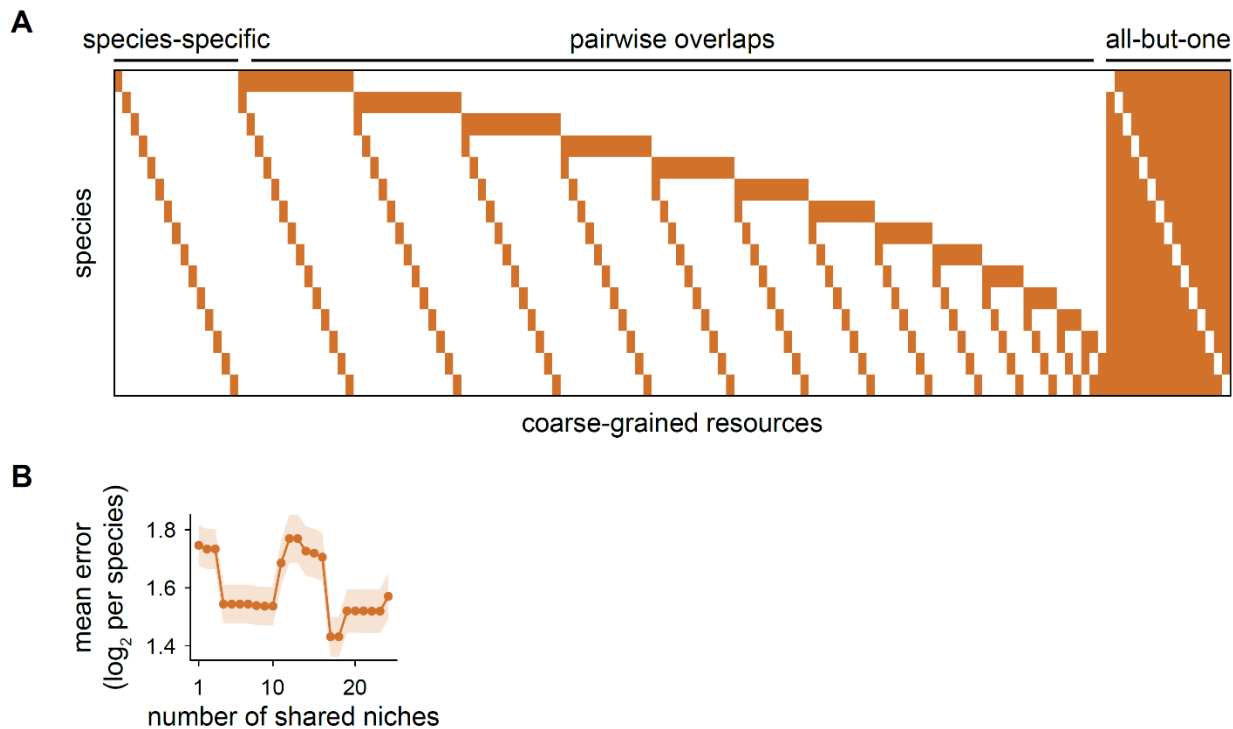 A
species-specific
pairwise overlaps
all-but-one
species
coarse-grained resources
B
mean error
(log₂ per species)
1.8
1.6
1.4
1
10
20
number of shared niches